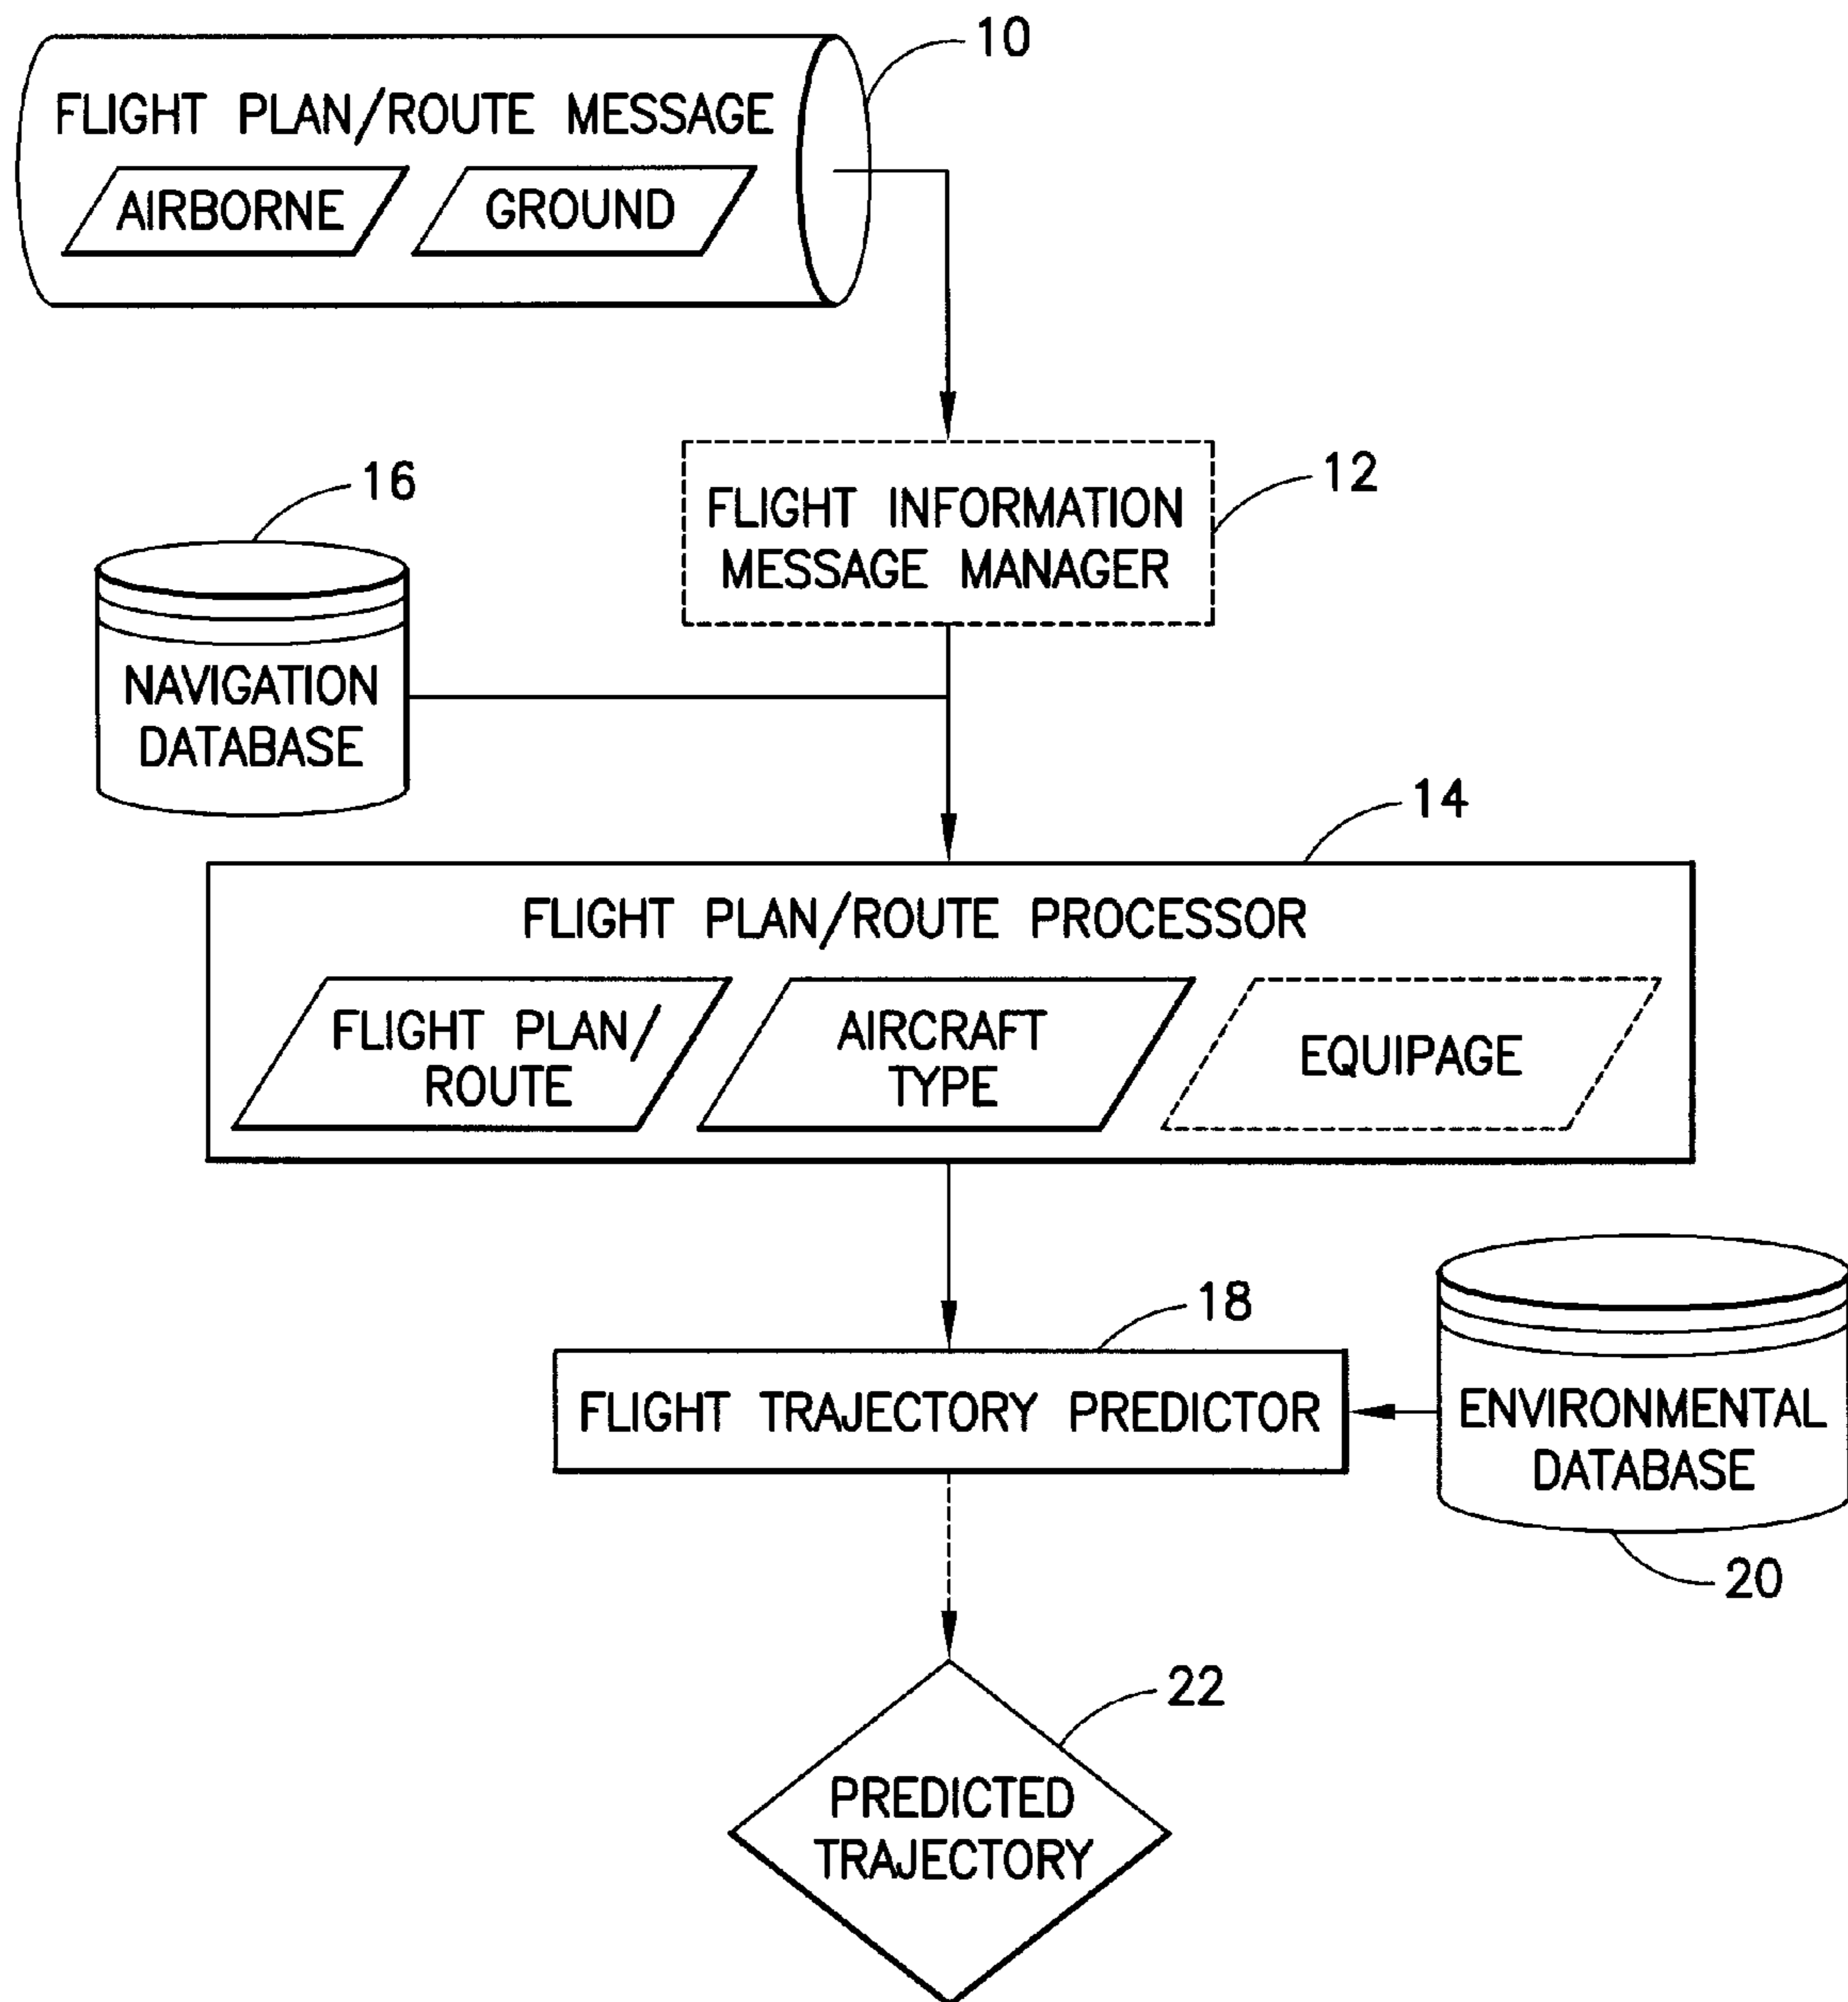 10
FLIGHT PLAN/ROUTE MESSAGE
AIRBORNE
GROUND
16
12
FLIGHT INFORMATION
MESSAGE MANAGER
NAVIGATION
DATABASE
14
FLIGHT PLAN/ROUTE PROCESSOR
FLIGHT PLAN/
ROUTE
AIRCRAFT
TYPE
EQUIPAGE
18
FLIGHT TRAJECTORY PREDICTOR
ENVIRONMENTAL
DATABASE
20
22
PREDICTED
TRAJECTORY